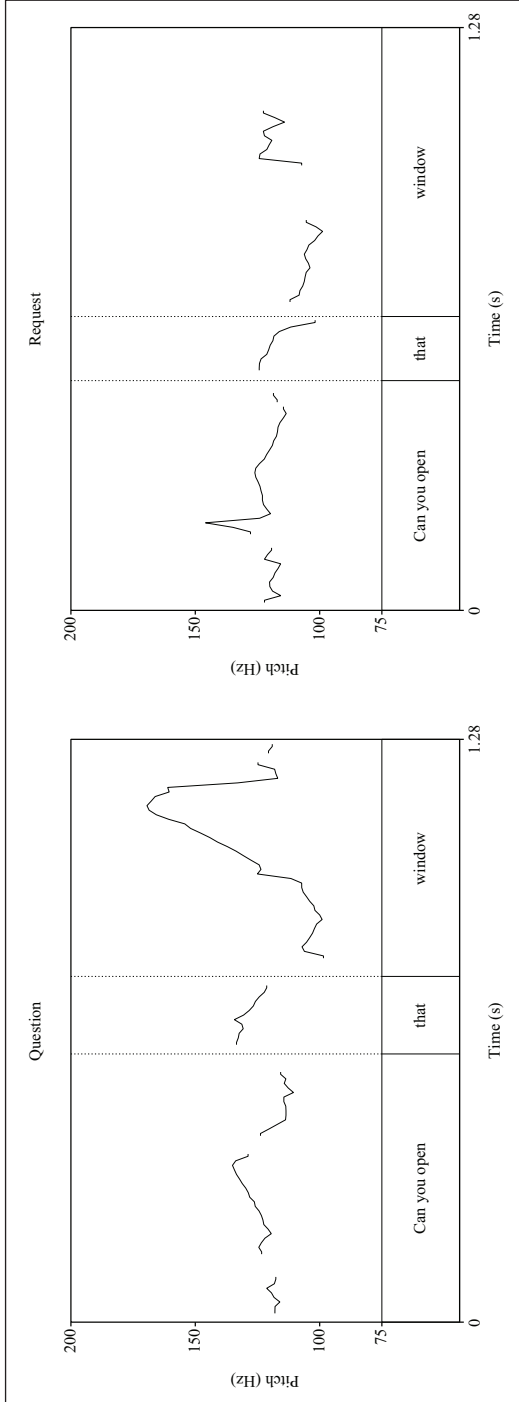 Question
Pitch (Hz)
200
150
100
75
Can you open
that
window
0
1.28
Time (s)
Request
Pitch (Hz)
200
150
100
75
Can you open
that
window
0
1.28
Time (s)